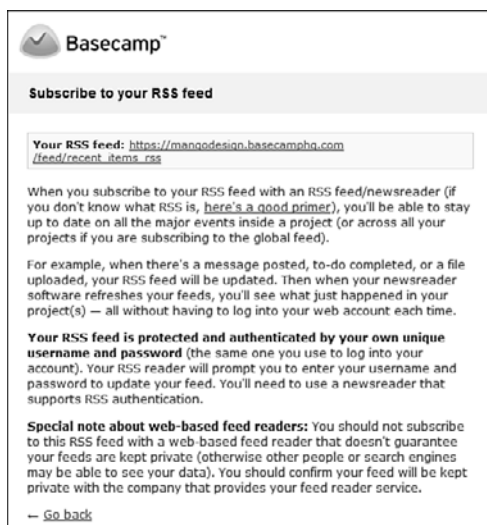 Basecamp™
Subscribe to your RSS feed
Your RSS feed: https://mangodesign.basecamphq.com
/feed/recent_items_rss
When you subscribe to your RSS feed with an RSS feed/newsreader (if
you don't know what RSS is, here's a good primer), you'll be able to stay
up to date on all the major events inside a project (or across all your
projects if you are subscribing to the global feed).
For example, when there's a message posted, to-do completed, or a file
uploaded, your RSS feed will be updated. Then when your newsreader
software refreshes your feeds, you'll see what just happened in your
project(s) — all without having to log into your web account each time.
Your RSS feed is protected and authenticated by your own unique
username and password (the same one you use to log into your
account). Your RSS reader will prompt you to enter your username and
password to update your feed. You'll need to use a newsreader that
supports RSS authentication.
Special note about web-based feed readers: You should not subscribe
to this RSS feed with a web-based feed reader that doesn't guarantee
your feeds are kept private (otherwise other people or search engines
may be able to see your data). You should confirm your feed will be kept
private with the company that provides your feed reader service.
← Go back